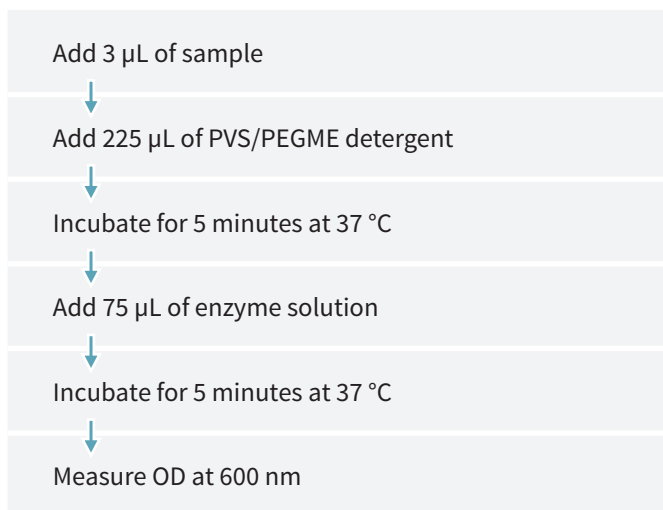 Add 3 µL of sample
Add 225 µL of PVS/PEGME detergent
Incubate for 5 minutes at 37 °C
Add 75 µL of enzyme solution
Incubate for 5 minutes at 37 °C
Measure OD at 600 nm